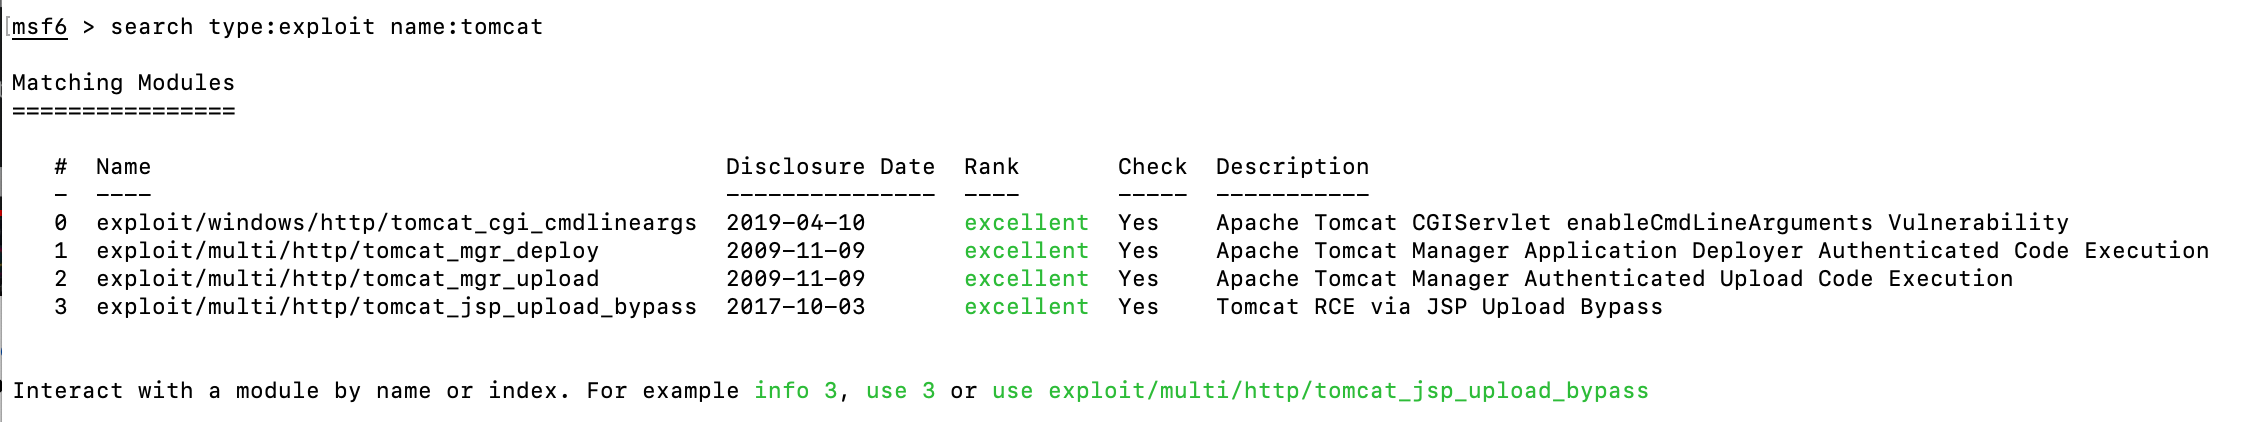 msf6 > search type:exploit name:tomcat
Matching Modules
================
#  Name                                       Disclosure Date  Rank       Check  Description
-  ----                                       ---------------  ----       -----  -----------
0  exploit/windows/http/tomcat_cgi_cmdlineargs  2019-04-10       excellent  Yes    Apache Tomcat CGIServlet enableCmdLineArguments Vulnerability
1  exploit/multi/http/tomcat_mgr_deploy         2009-11-09       excellent  Yes    Apache Tomcat Manager Application Deployer Authenticated Code Execution
2  exploit/multi/http/tomcat_mgr_upload         2009-11-09       excellent  Yes    Apache Tomcat Manager Authenticated Upload Code Execution
3  exploit/multi/http/tomcat_jsp_upload_bypass  2017-10-03       excellent  Yes    Tomcat RCE via JSP Upload Bypass
Interact with a module by name or index. For example info 3, use 3 or use exploit/multi/http/tomcat_jsp_upload_bypass